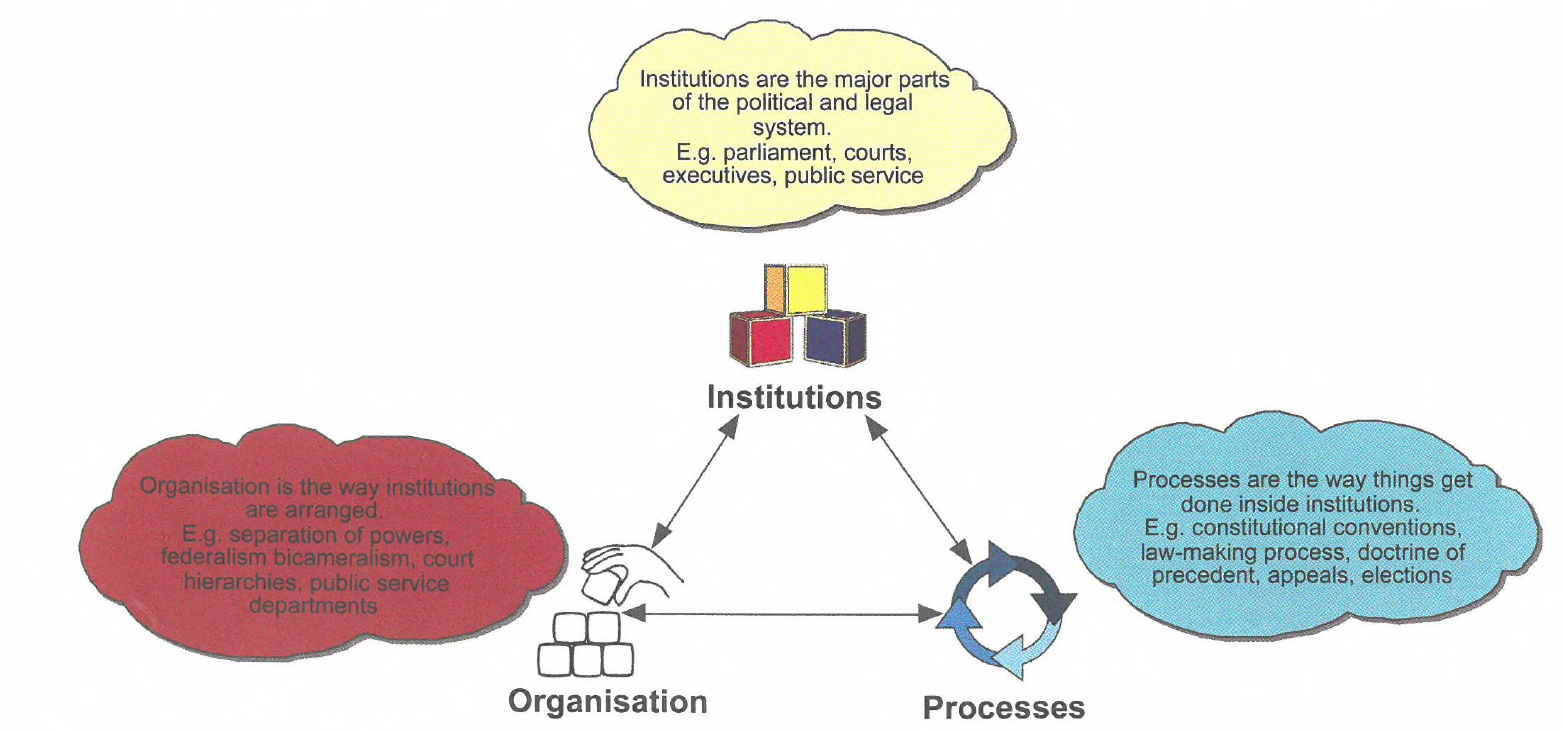 Institutions are the major parts
of the political and legal
system.
E.g. parliament, courts,
executives, public service
Institutions
Organisation is the way institutions
are arranged.
E.g. separation of powers,
federalism bicameralism, court
hierarchies, public service
departments
Processes are the way things get
done inside institutions.
E.g. constitutional conventions,
law-making process, doctrine of
precedent, appeals, elections
Organisation
Processes